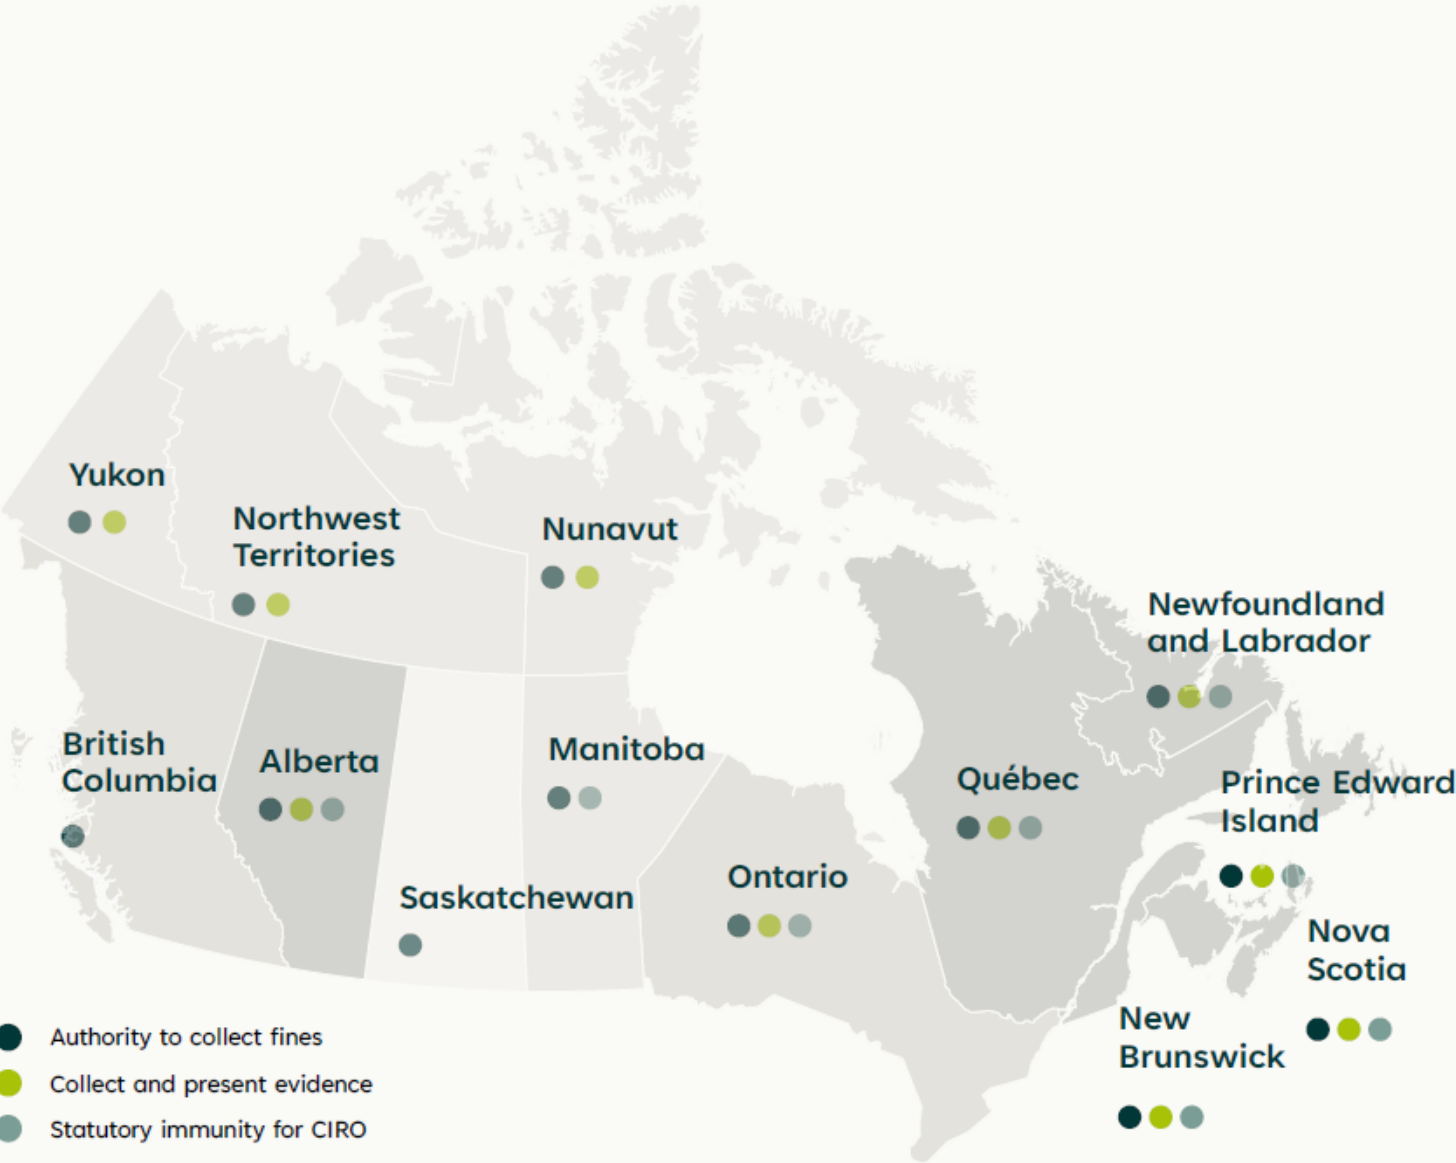 Yukon
Northwest
Territories
Nunavut
Newfoundland
and Labrador
British
Columbia
Alberta
Manitoba
Québec
Prince Edward
Island
Saskatchewan
Ontario
Nova
Scotia
New
Brunswick
Authority to collect fines
Collect and present evidence
Statutory immunity for CIRO